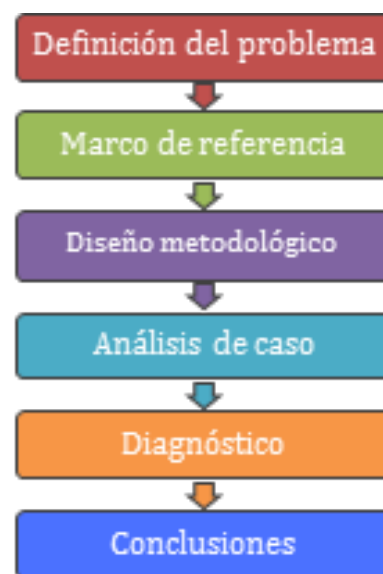 Definición del problema
Marco de referencia
Diseño metodológico
Análisis de caso
Diagnóstico
Conclusiones